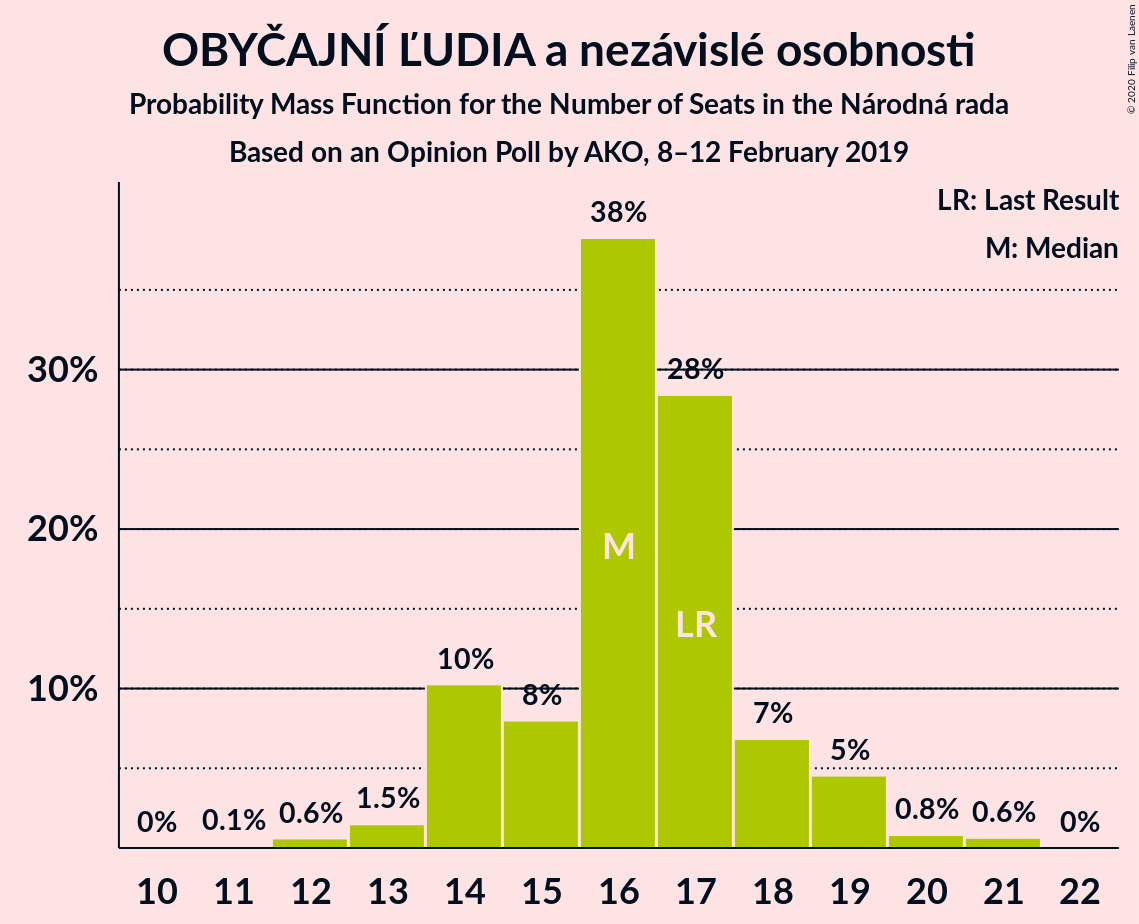 OBYČAJNÍ ĽUDIA a nezávislé osobnosti
Probability Mass Function for the Number of Seats in the Národná rada
Based on an Opinion Poll by AKO, 8–12 February 2019
© 2020 Filip van Laenen
LR: Last Result
M: Median
38%
30%
28%
20%
M
LR
10%
10%
8%
7%
5%
0%
0.1%
0.6%
1.5%
0.8%
0.6%
0%
10 11 12 13 14 15 16 17 18 19 20 21 22